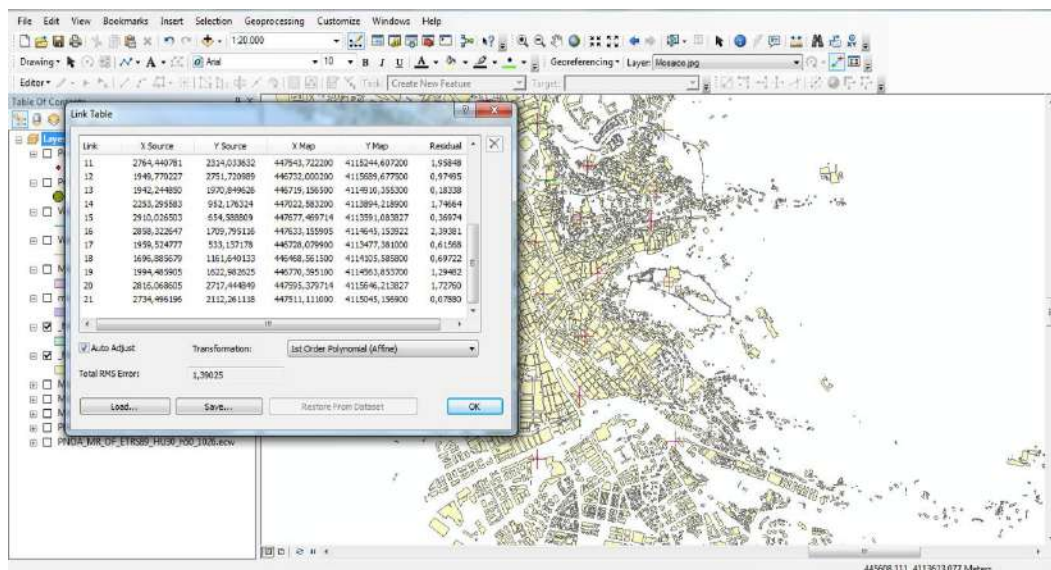 File Edit View Bookmarks Insert Selection Geoprocessing Customize Windows Help
1:20.000
Drawing Arial 10 B I U A Georeferencing Layer: Mosaico.jpg
Editor Task: Create New Feature Target:
Table Of Contents
Link Table
Link X Source Y Source X Map Y Map Residual
11 2764,440781 2314,033632 447543,722200 4115244,607200 1,95848
12 1949,770227 2751,720989 446732,000200 4115689,677500 0,97495
13 1942,244850 1970,849626 446719,156500 4114910,355300 0,18338
14 2253,295583 952,176324 447022,583200 4113894,218900 1,74664
15 2910,026503 654,588809 447677,469714 4113591,083827 0,36974
16 2858,322647 1709,795116 447633,155905 4114645,153922 2,39381
17 1959,524777 533,137178 446728,079900 4113477,381000 0,61568
18 1696,885679 1161,640133 446468,561500 4114105,585800 0,69722
19 1994,485905 1622,982625 446770,395100 4114563,853700 1,29482
20 2816,068605 2717,444849 447595,379714 4115646,213827 1,72760
21 2734,496196 2112,261118 447511,111000 4115045,156900 0,07880
Auto Adjust Transformation: 1st Order Polynomial (Affine)
Total RMS Error: 1,39025
Load... Save... Restore From Dataset OK
PNOA_MR_OF_ETRS89_HU30_h50_1026.ecw
445608,111 4113613,077 Meters